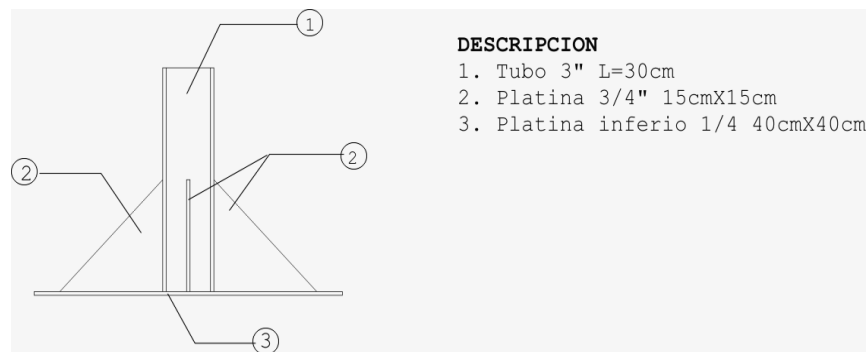 1
DESCRIPCION
1. Tubo 3" L=30cm
2. Platina 3/4" 15cmX15cm
3. Platina inferio 1/4 40cmX40cm
2
2
3